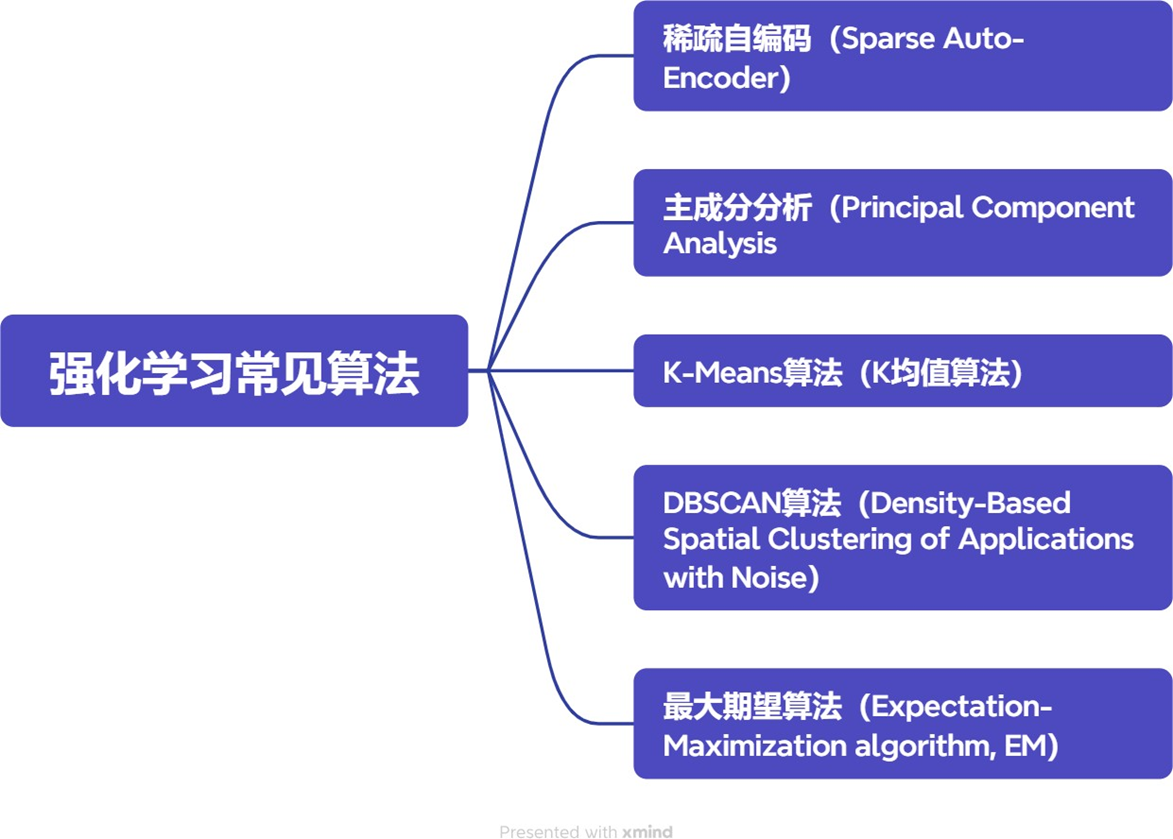 稀疏自编码（Sparse Auto-
Encoder）
主成分分析（Principal Component
Analysis
强化学习常见算法
K-Means算法（K均值算法）
DBSCAN算法（Density-Based
Spatial Clustering of Applications
with Noise）
最大期望算法（Expectation-
Maximization algorithm, EM）
Presented with xmind